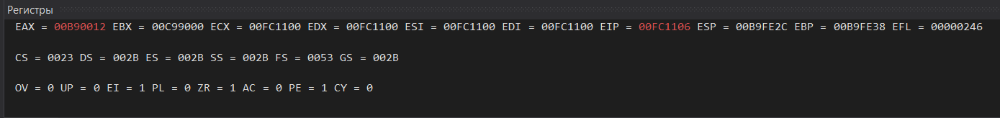 Регистры
EAX = 00B90012 EBX = 00C99000 ECX = 00FC1100 EDX = 00FC1100 ESI = 00FC1100 EDI = 00FC1100 EIP = 00FC1106 ESP = 00B9FE2C EBP = 00B9FE38 EFL = 00000246
CS = 0023 DS = 002B ES = 002B SS = 002B FS = 0053 GS = 002B
OV = 0 UP = 0 EI = 1 PL = 0 ZR = 1 AC = 0 PE = 1 CY = 0